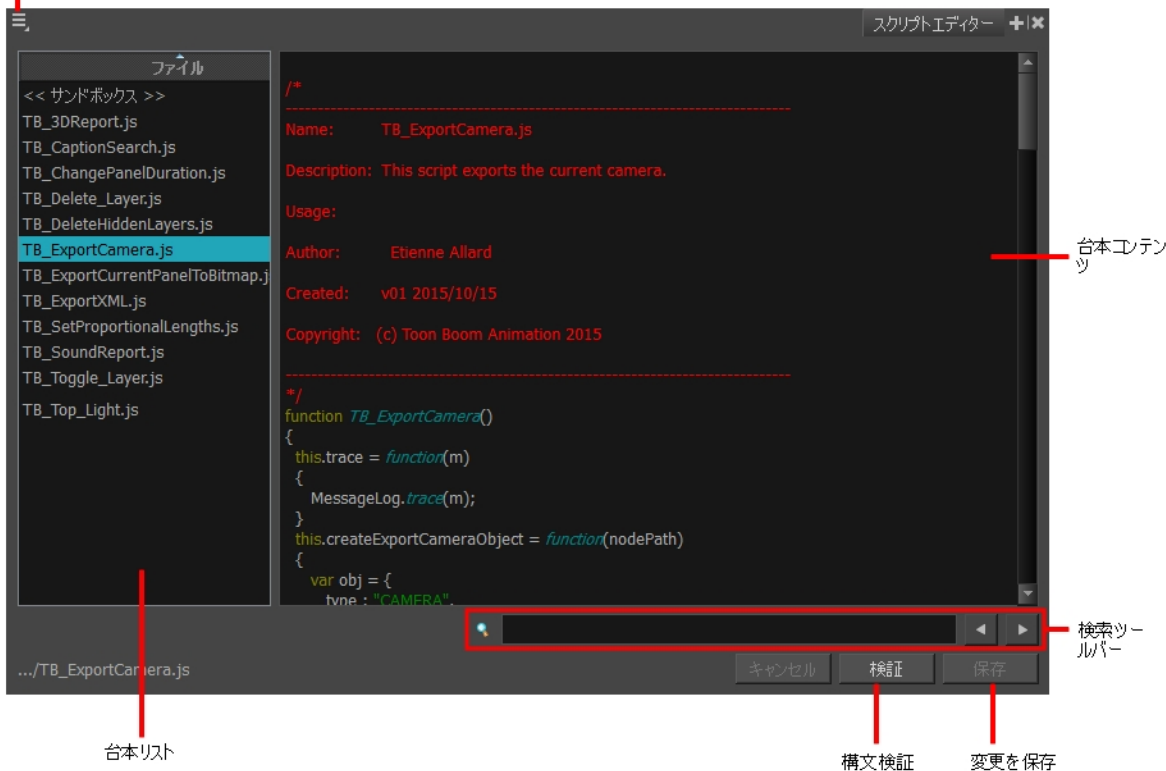 スクリプトエディター
ファイル
<< サンドボックス >>
TB_3DReport.js
TB_CaptionSearch.js
TB_ChangePanelDuration.js
TB_Delete_Layer.js
TB_DeleteHiddenLayers.js
TB_ExportCamera.js
TB_ExportCurrentPanelToBitmap.j
TB_ExportXML.js
TB_SetProportionalLengths.js
TB_SoundReport.js
TB_Toggle_Layer.js
TB_Top_Light.js
/*
--------------------------------------------------------------------------------
Name: TB_ExportCamera.js
Description: This script exports the current camera.
Usage:
Author: Etienne Allard
Created: v01 2015/10/15
Copyright: (c) Toon Boom Animation 2015
--------------------------------------------------------------------------------
*/
function TB_ExportCamera()
{
this.trace = function(m)
{
MessageLog.trace(m);
}
this.createExportCameraObject = function(nodePath)
{
var obj = {
type : "CAMERA",
台本コンテン
ツ
検索ツー
ルバー
.../TB_ExportCamera.js
キャンセル
検証
保存
台本リスト
構文検証
変更を保存